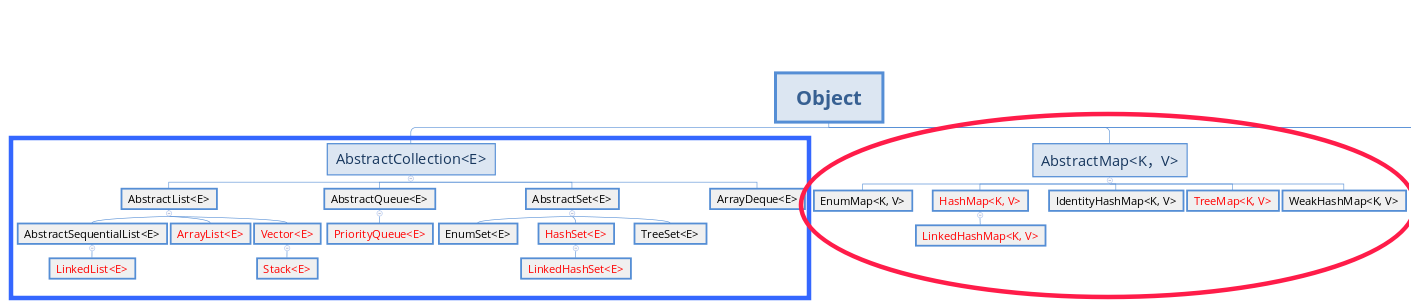 Object
AbstractCollection<E>
AbstractMap<K，V>
AbstractList<E>
AbstractQueue<E>
AbstractSet<E>
ArrayDeque<E>
EnumMap<K, V>
HashMap<K, V>
IdentityHashMap<K, V>
TreeMap<K, V>
WeakHashMap<K, V>
AbstractSequentialList<E>
ArrayList<E>
Vector<E>
PriorityQueue<E>
EnumSet<E>
HashSet<E>
TreeSet<E>
LinkedHashMap<K, V>
LinkedList<E>
Stack<E>
LinkedHashSet<E>